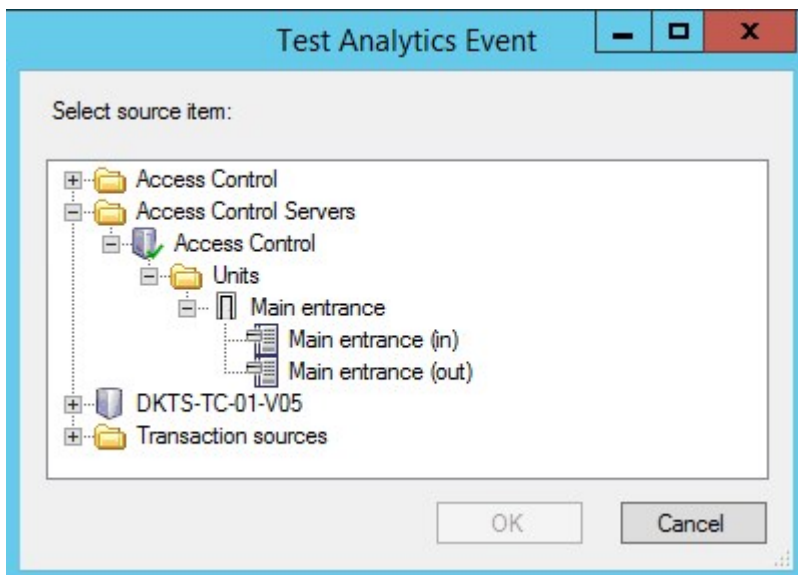 Test Analytics Event
Select source item:
Access Control
Access Control Servers
Access Control
Units
Main entrance
Main entrance (in)
Main entrance (out)
DKTS-TC-01-V05
Transaction sources
OK
Cancel